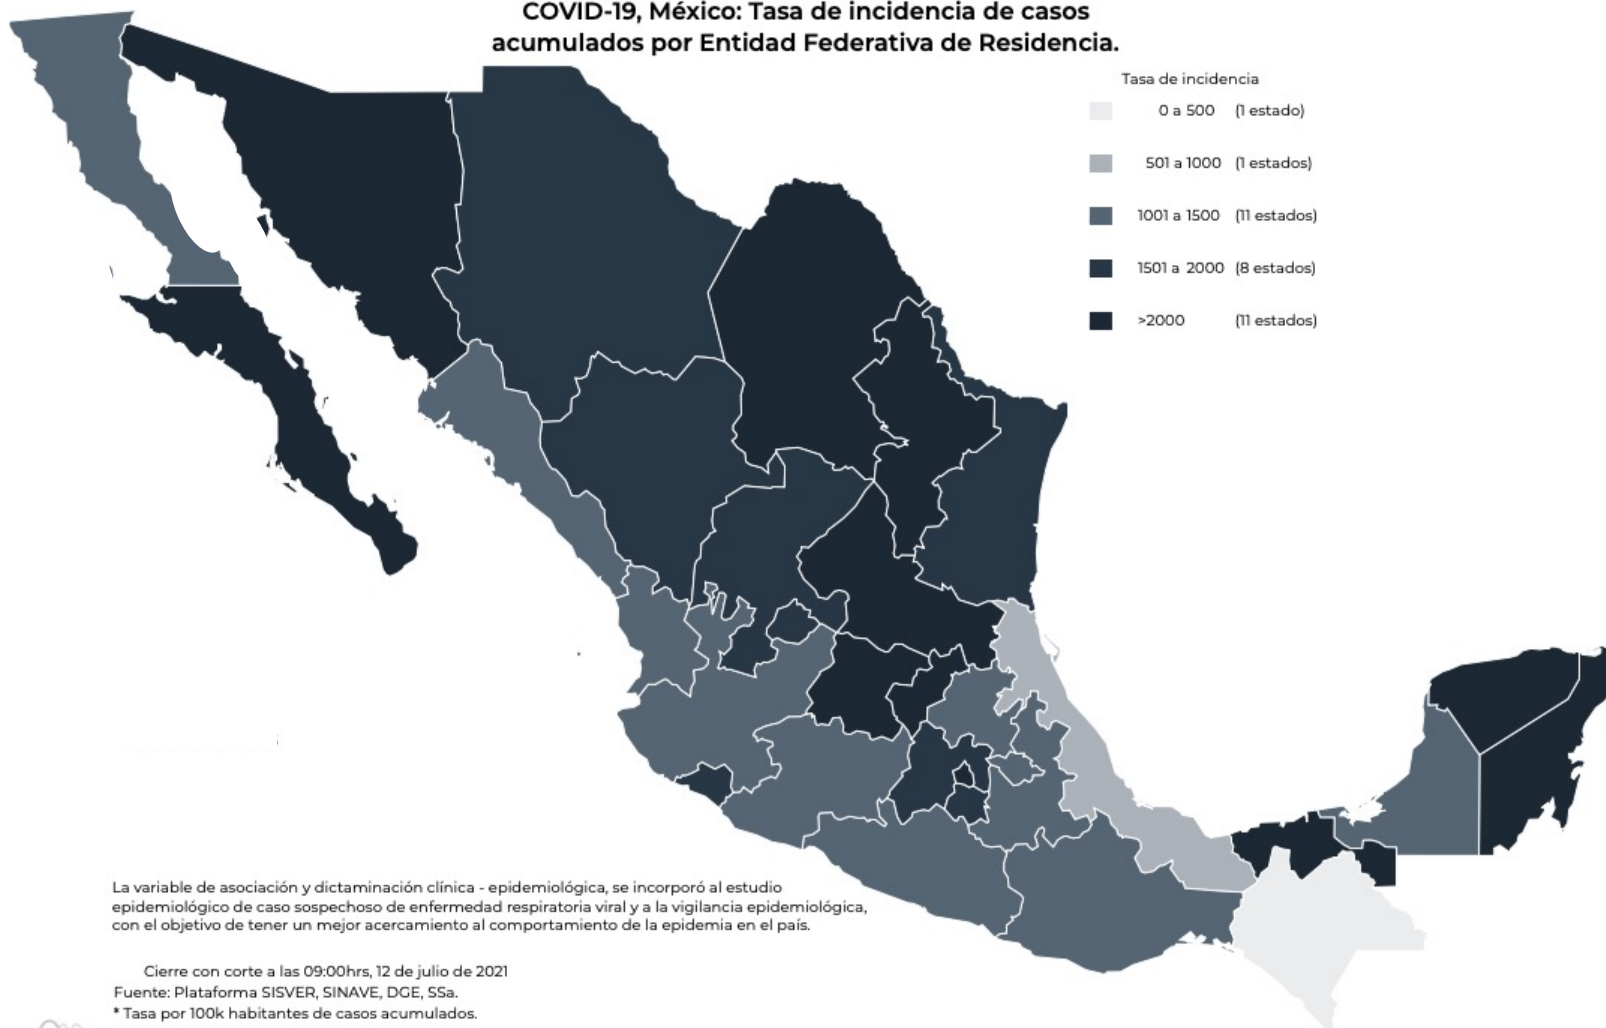 COVID-19, México: Tasa de incidencia de casos
acumulados por Entidad Federativa de Residencia.
Tasa de incidencia
0 a 500 (1 estado)
501 a 1000 (1 estados)
1001 a 1500 (11 estados)
1501 a 2000 (8 estados)
>2000 (11 estados)
La variable de asociación y dictaminación clínica - epidemiológica, se incorporó al estudio
epidemiológico de caso sospechoso de enfermedad respiratoria viral y a la vigilancia epidemiológica,
con el objetivo de tener un mejor acercamiento al comportamiento de la epidemia en el país.
Cierre con corte a las 09:00hrs, 12 de julio de 2021
Fuente: Plataforma SISVER, SINAVE, DGE, SSa.
* Tasa por 100k habitantes de casos acumulados.